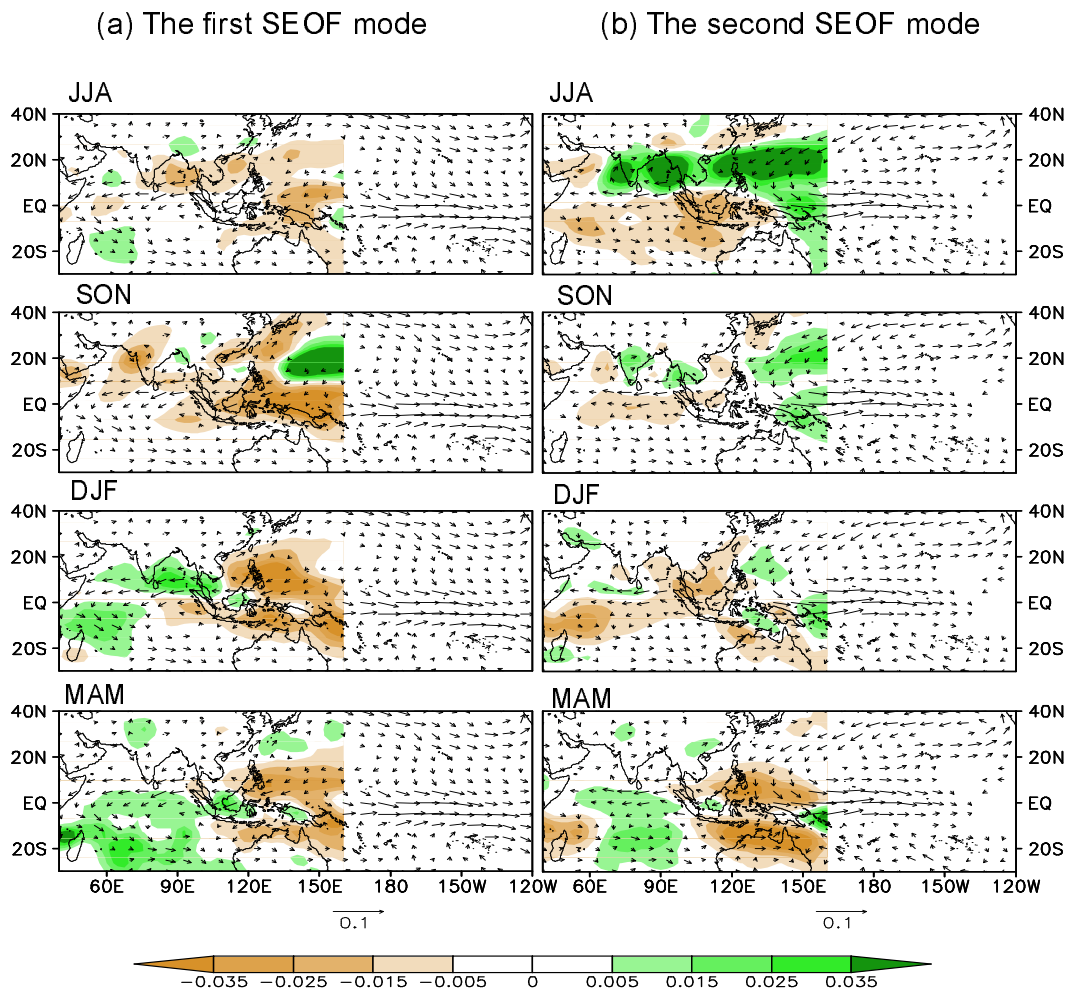 (a) The first SEOF mode
(b) The second SEOF mode
JJA
JJA
40N
20N
EQ
20S
40N
20N
EQ
20S
SON
SON
40N
20N
EQ
20S
40N
20N
EQ
20S
DJF
DJF
40N
20N
EQ
20S
40N
20N
EQ
20S
MAM
MAM
40N
20N
EQ
20S
40N
20N
EQ
20S
60E 90E 120E 150E 180 150W 120W
60E 90E 120E 150E 180 150W 120W
0.1
0.1
-0.035 -0.025 -0.015 -0.005 0 0.005 0.015 0.025 0.035